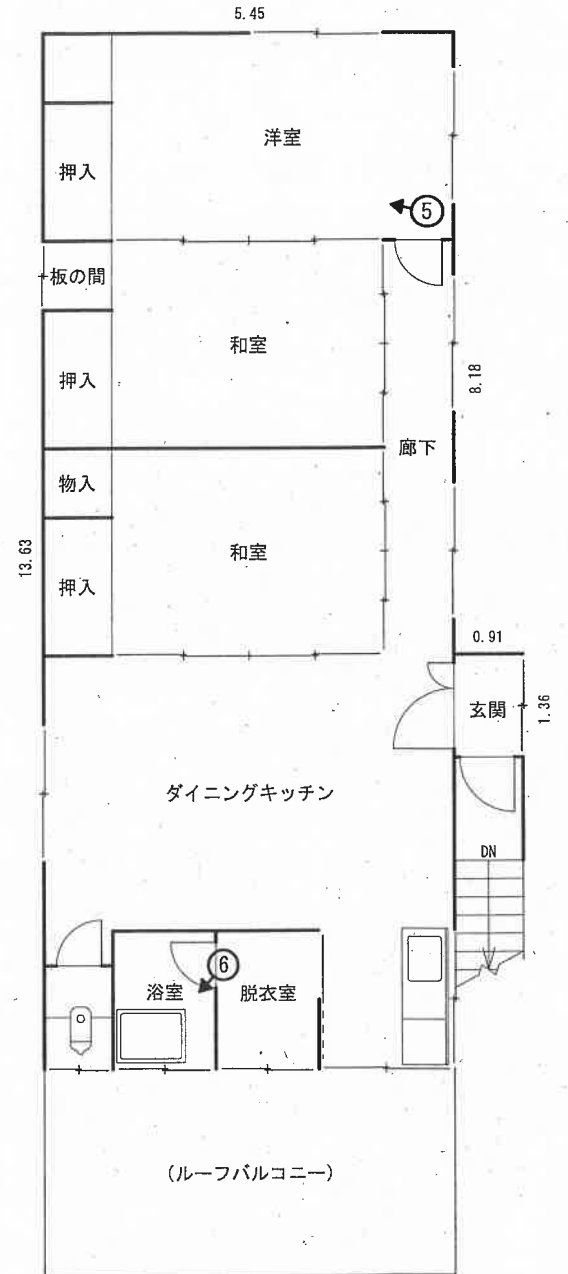 5.45
洋室
押入
5
板の間
和室
押入
8.18
廊下
物入
和室
13.63
押入
0.91
玄関
1.36
ダイニングキッチン
DN
6
浴室
脱衣室
(ルーフバルコニー)